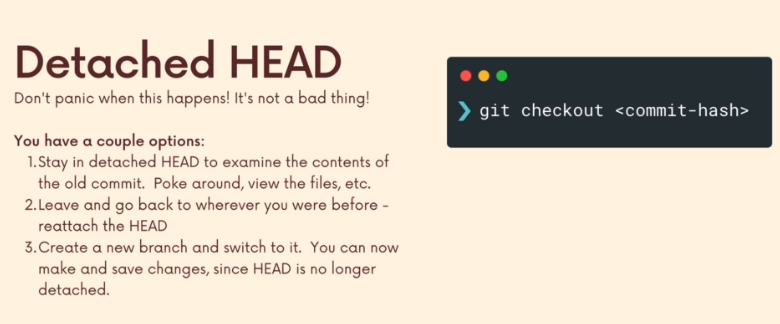 Detached HEAD
Don't panic when this happens! It's not a bad thing!
You have a couple options:
1. Stay in detached HEAD to examine the contents of
the old commit. Poke around, view the files, etc.
2. Leave and go back to wherever you were before -
reattach the HEAD
3. Create a new branch and switch to it. You can now
make and save changes, since HEAD is no longer
detached.
❯ git checkout <commit-hash>